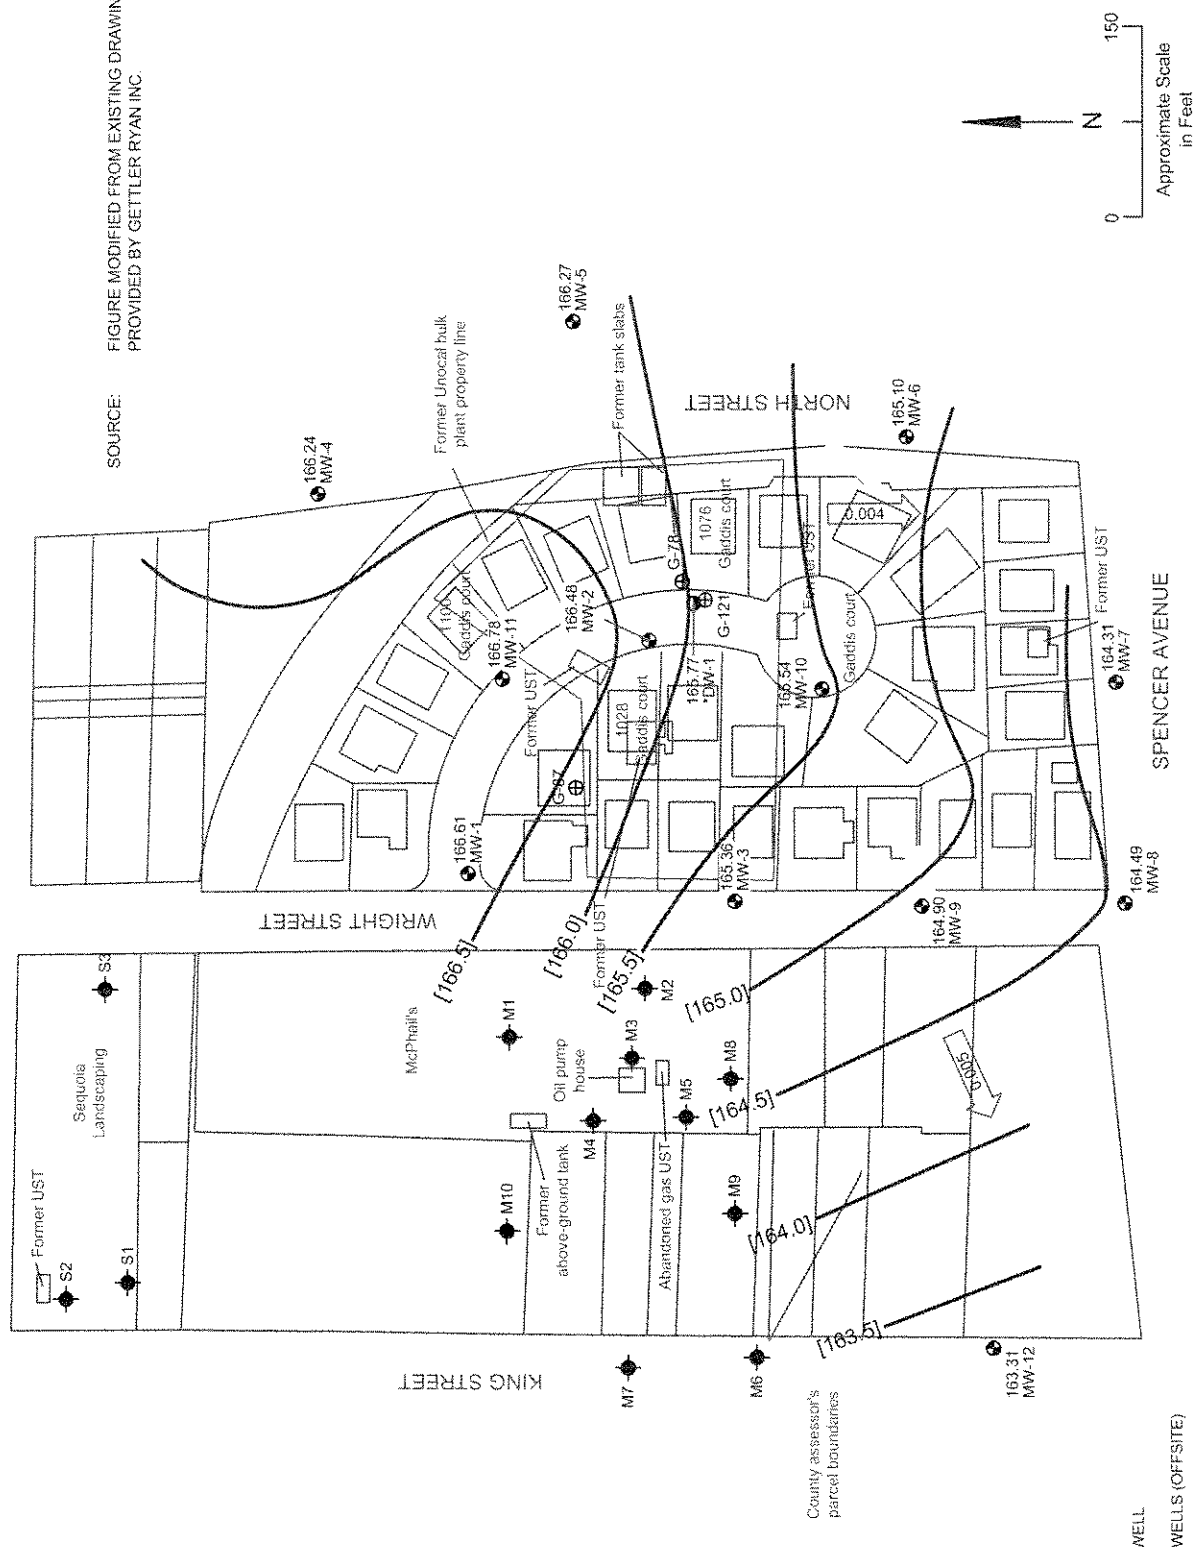 SOURCE:
FIGURE MODIFIED FROM EXISTING DRAWIN
PROVIDED BY GETTLER RYAN INC.
166.24
MW-4
166.27
MW-5
Former Unocal bulk
plant property line
Former tank slabs
NORTH STREET
165.10
MW-6
1100
Gaddis court
166.78
MW-11
166.48
MW-2
G-78
1076
Gaddis court
G-121
Former UST
0.004
Former UST
1028
Gaddis court
165.77
*DW-1
165.54
MW-10
Gaddis court
Former UST
164.31
MW-7
SPENCER AVENUE
G-87
166.61
MW-1
165.36
MW-3
164.90
MW-9
164.49
MW-8
WRIGHT STREET
[166.5]
[166.0]
[165.5]
[165.0]
[164.5]
[164.0]
[163.5]
Former UST
S3
Sequoia
Landscaping
McPhail's
M1
M2
M3
Oil pump
house
M8
M5
M4
0.005
Former UST
S2
S1
M10
Former
above-ground tank
Abandoned gas UST
M9
KING STREET
M7
M6
163.31
MW-12
County assessor's
parcel boundaries
WELL
WELLS (OFFSITE)
N
0
150
Approximate Scale
in Feet